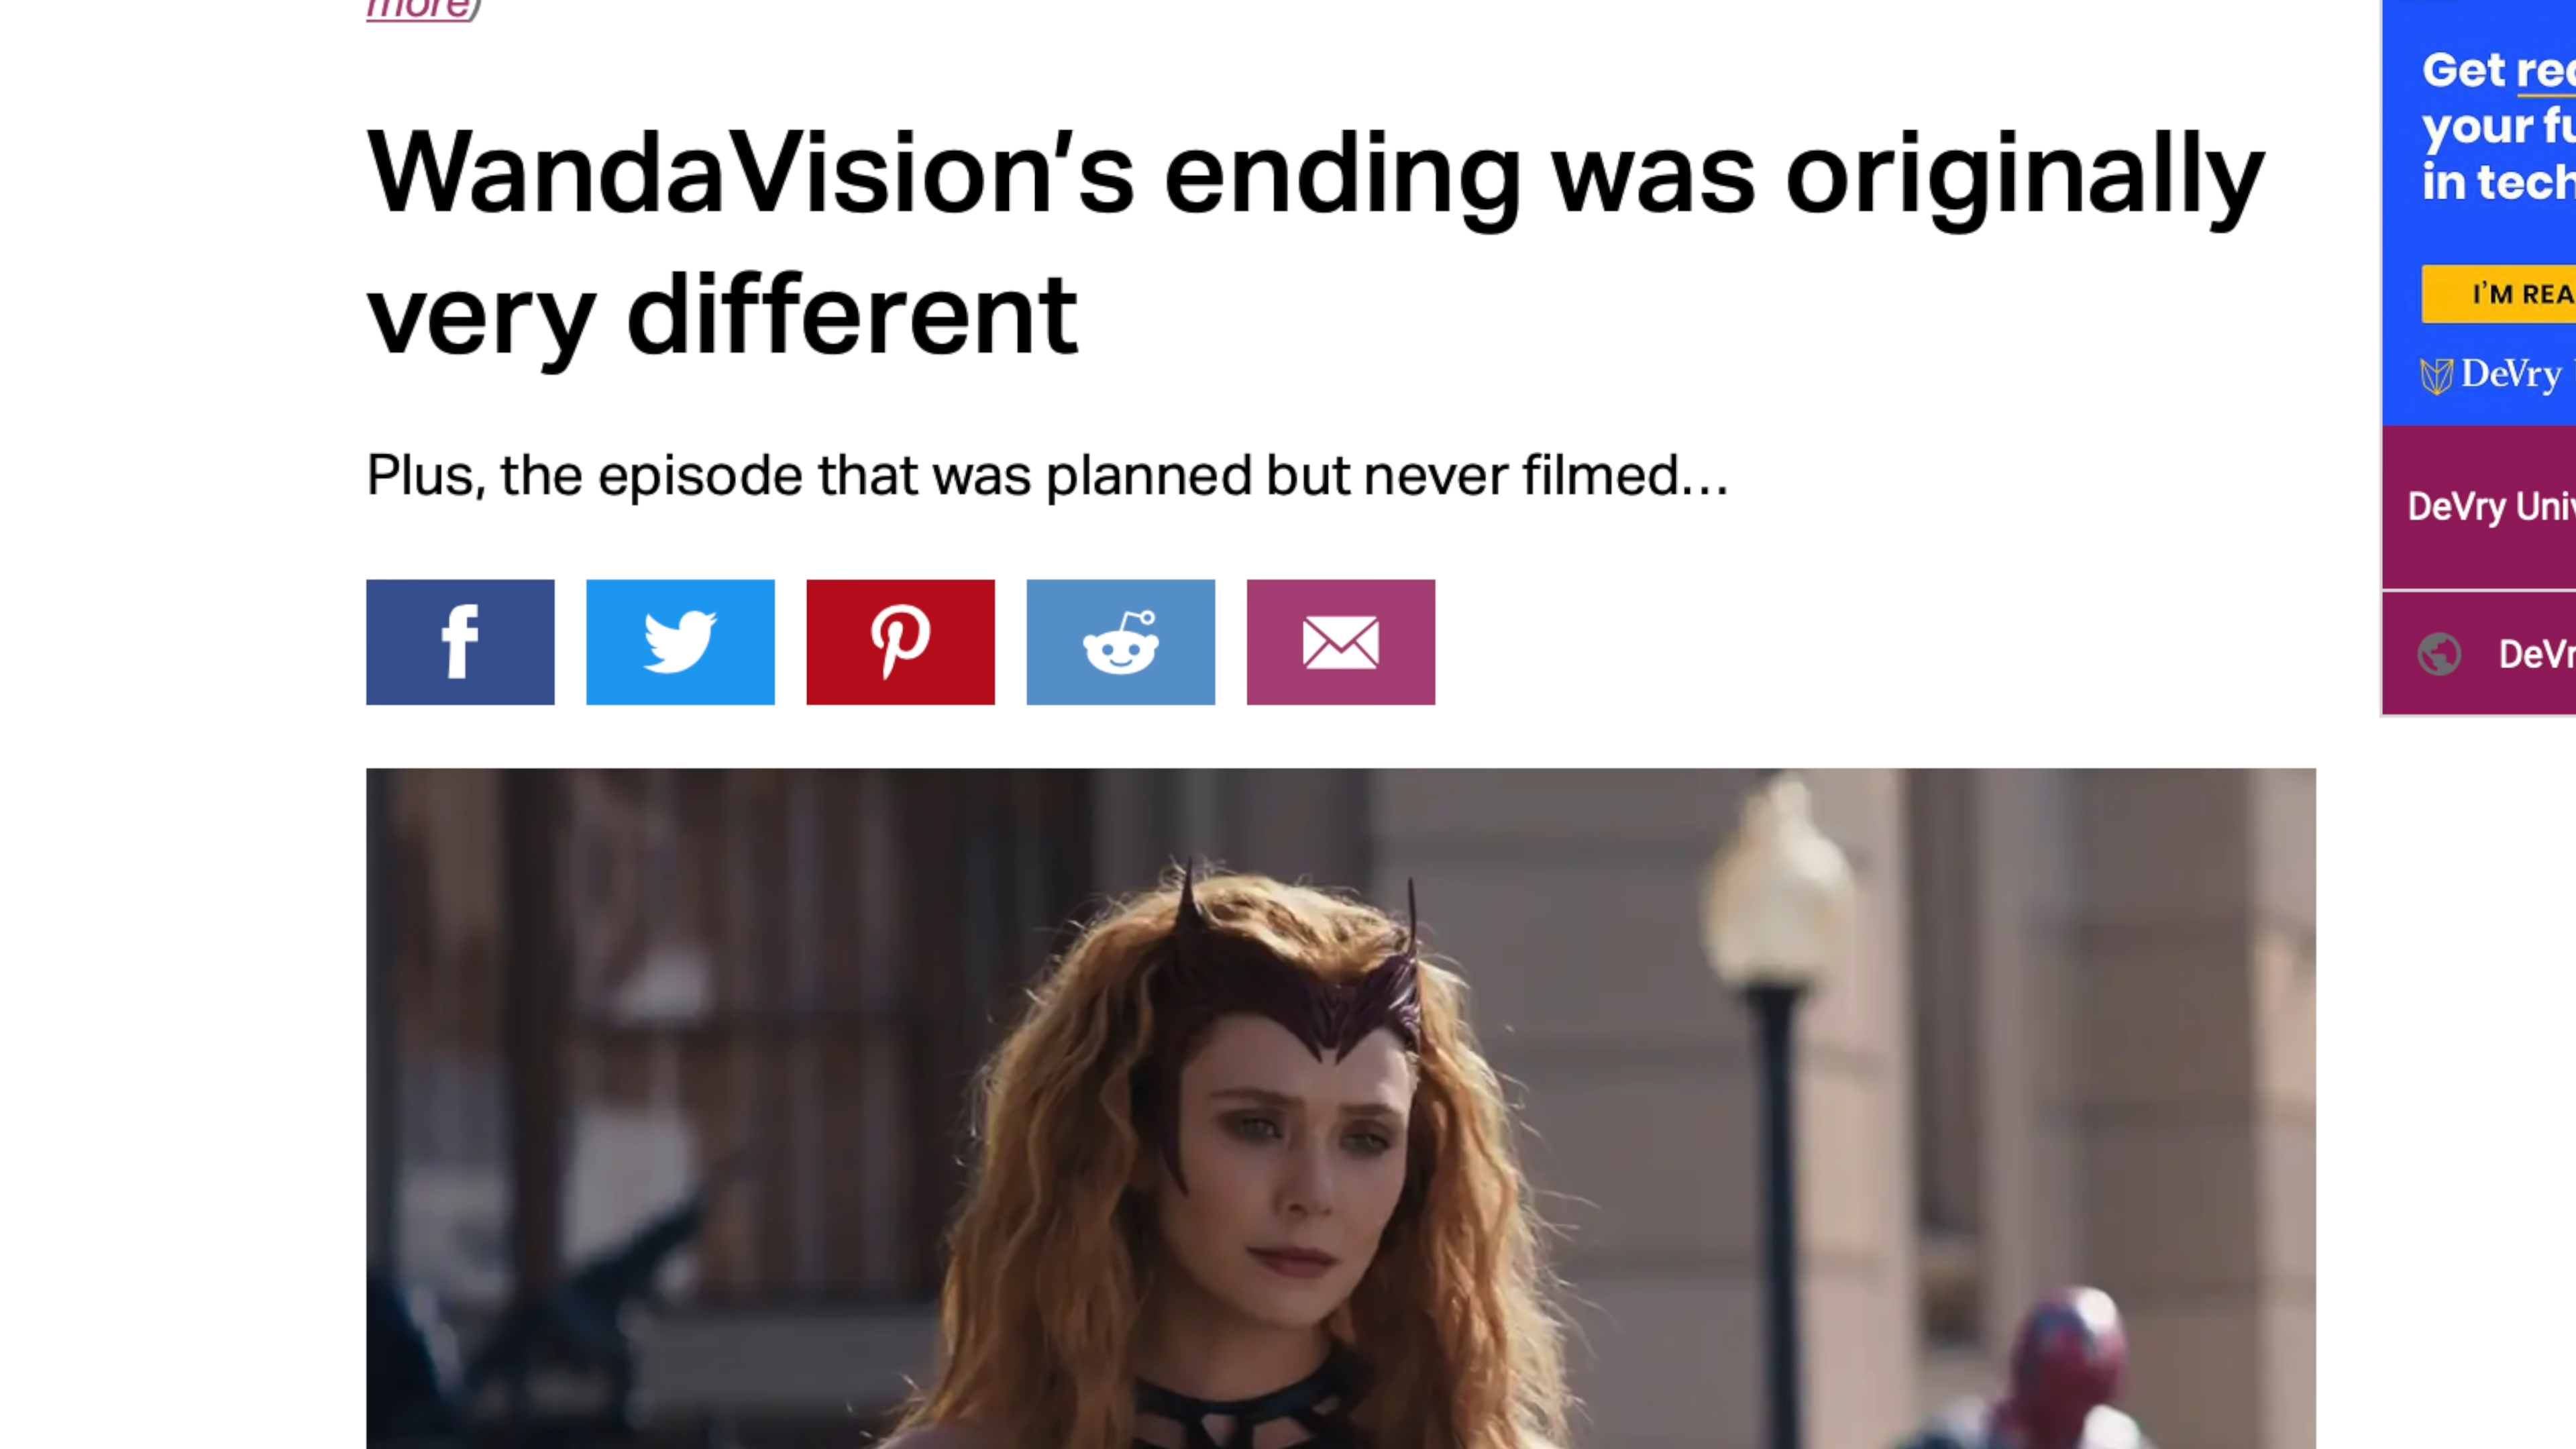 more)
WandaVision’s ending was originally
very different
Plus, the episode that was planned but never filmed…
Get
your
in tech
I'M
DeVry
DeVry